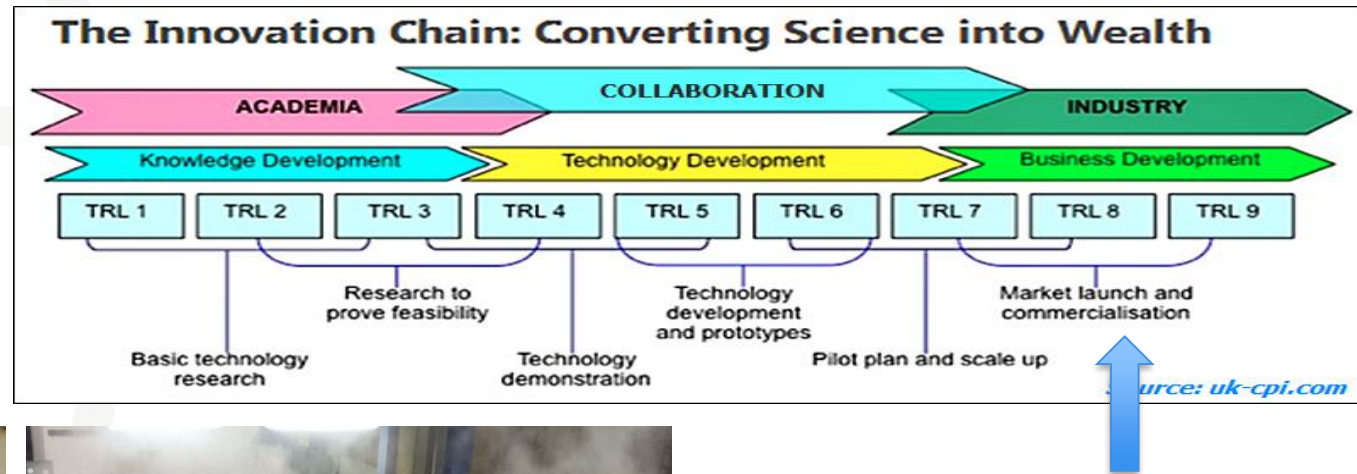 The Innovation Chain: Converting Science into Wealth
COLLABORATION
ACADEMIA
INDUSTRY
Knowledge Development
Technology Development
Business Development
TRL 1
TRL 2
TRL 3
TRL 4
TRL 5
TRL 6
TRL 7
TRL 8
TRL 9
Research to
prove feasibility
Technology
development
and prototypes
Market launch and
commercialisation
Basic technology
research
Technology
demonstration
Pilot plan and scale up
Source: uk-cpi.com